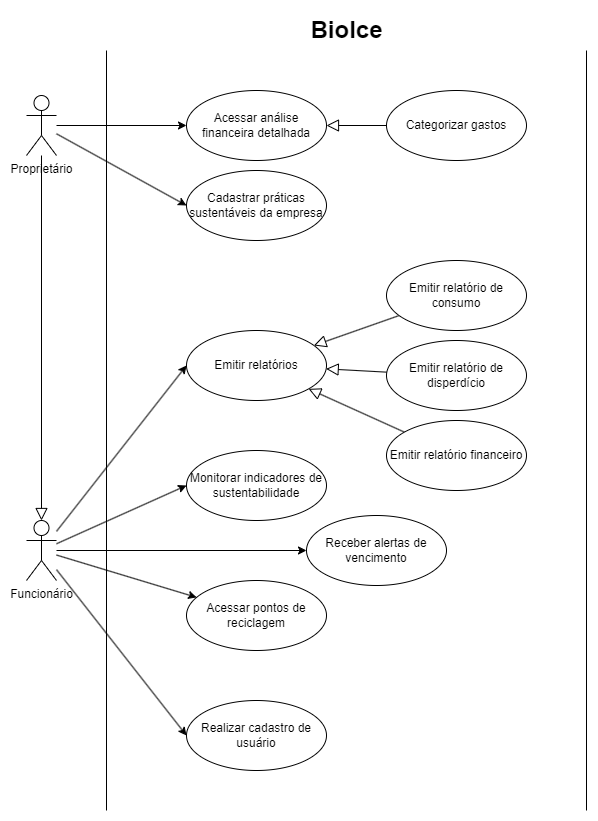 BioIce
Acessar análise
financeira detalhada
Categorizar gastos
Proprietário
Cadastrar práticas
sustentáveis da empresa
Emitir relatório de
consumo
Emitir relatórios
Emitir relatório de
disperdício
Emitir relatório financeiro
Monitorar indicadores de
sustentabilidade
Receber alertas de
vencimento
Funcionário
Acessar pontos de
reciclagem
Realizar cadastro de
usuário